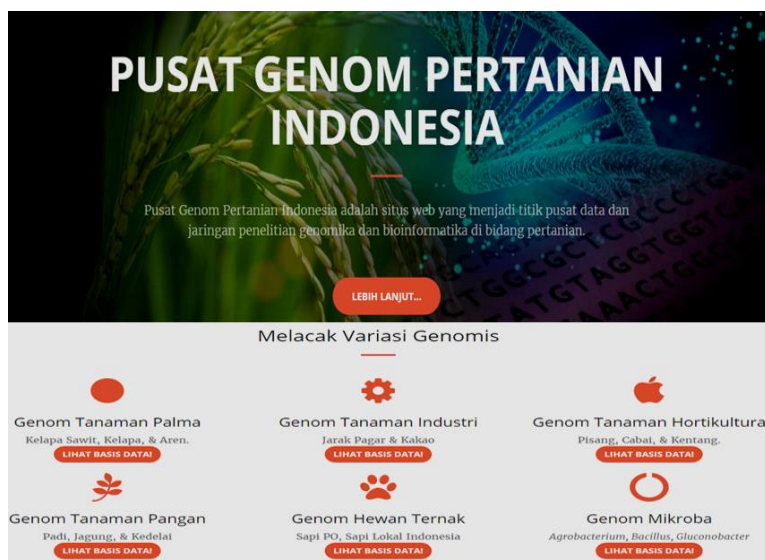 PUSAT GENOM PERTANIAN
INDONESIA
Pusat Genom Pertanian Indonesia adalah situs web yang menjadi titik pusat data dan
jaringan penelitian genomika dan bioinformatika di bidang pertanian.
LEBIH LANJUT...
Melacak Variasi Genomis
Genom Tanaman Palma
Kelapa Sawit, Kelapa, & Aren.
LIHAT BASIS DATA!
Genom Tanaman Industri
Jarak Pagar & Kakao
LIHAT BASIS DATA!
Genom Tanaman Hortikultura
Pisang, Cabai, & Kentang.
LIHAT BASIS DATA!
Genom Tanaman Pangan
Padi, Jagung, & Kedelai
LIHAT BASIS DATA!
Genom Hewan Ternak
Sapi PO, Sapi Lokal Indonesia
LIHAT BASIS DATA!
Genom Mikroba
Agrobacterium, Bacillus, Gluconobacter
LIHAT BASIS DATA!